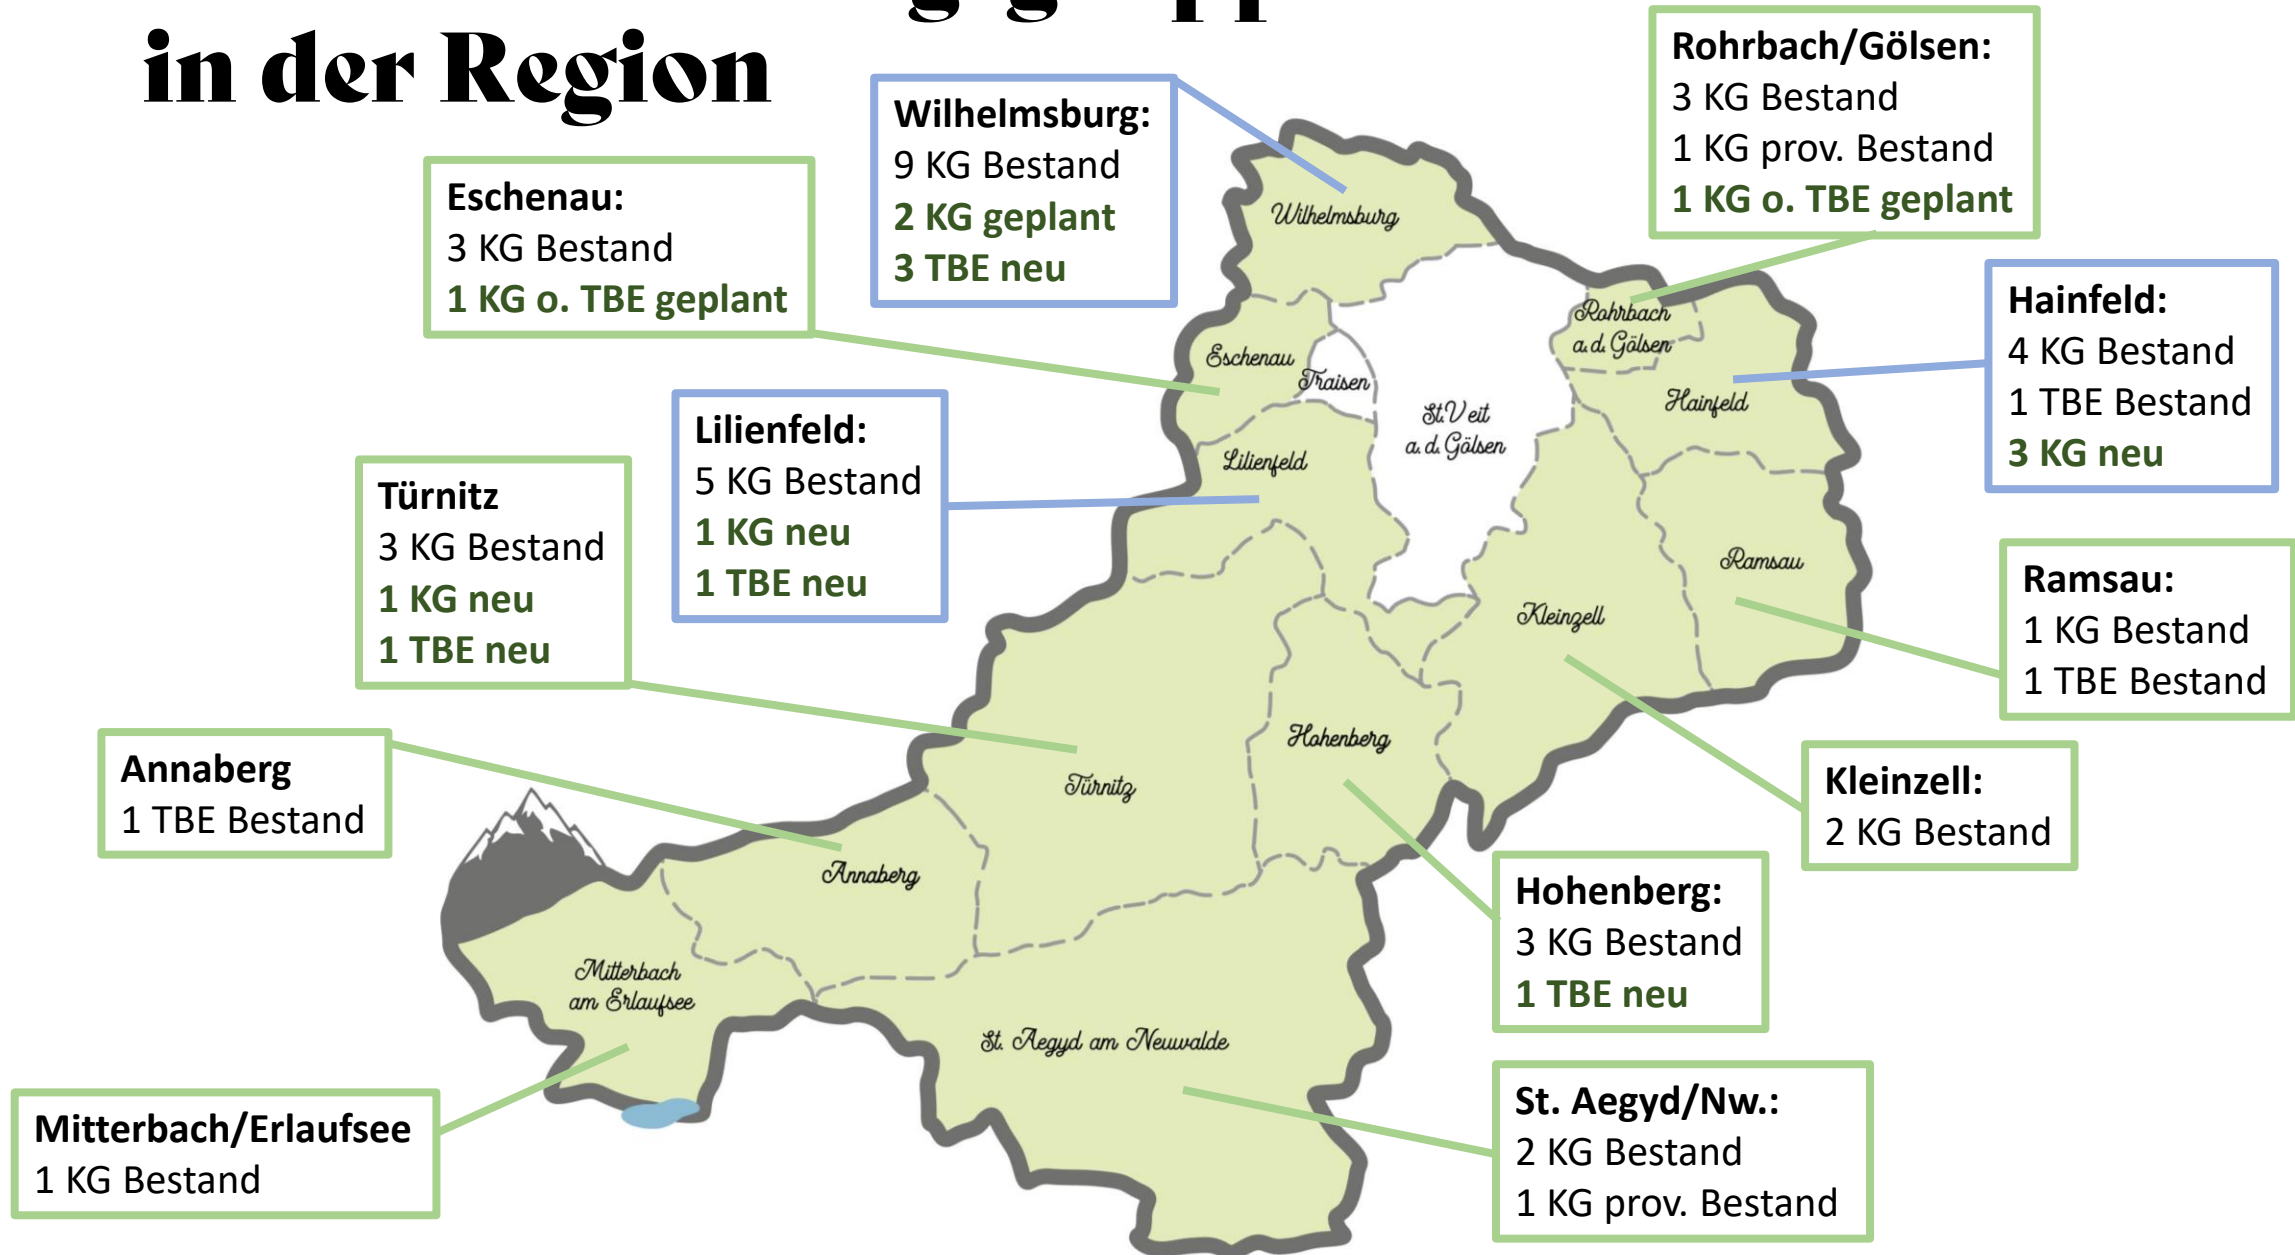 in der Region
Rohrbach/Gölsen:
3 KG Bestand
1 KG prov. Bestand
1 KG o. TBE geplant
Wilhelmsburg:
9 KG Bestand
2 KG geplant
3 TBE neu
Eschenau:
3 KG Bestand
1 KG o. TBE geplant
Hainfeld:
4 KG Bestand
1 TBE Bestand
3 KG neu
Lilienfeld:
5 KG Bestand
1 KG neu
1 TBE neu
Türnitz
3 KG Bestand
1 KG neu
1 TBE neu
Ramsau:
1 KG Bestand
1 TBE Bestand
Annaberg
1 TBE Bestand
Kleinzell:
2 KG Bestand
Hohenberg:
3 KG Bestand
1 TBE neu
Mitterbach/Erlaufsee
1 KG Bestand
St. Aegyd/Nw.:
2 KG Bestand
1 KG prov. Bestand
Wilhelmsburg
Rohrbach
a.d. Gölsen
Eschenau
Traisen
Hainfeld
St. Veit
a.d. Gölsen
Lilienfeld
Ramsau
Kleinzell
Hohenberg
Türnitz
Annaberg
Mitterbach
am Erlaufsee
St. Aegyd am Neuwalde